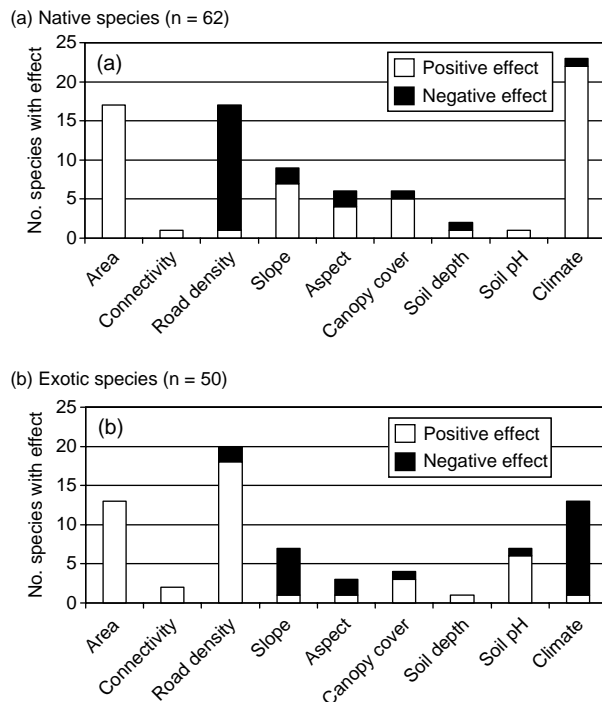 (a) Native species (n = 62)
25
20
15
10
5
0
No. species with effect
(a)
Positive effect
Negative effect
Area
Connectivity
Road density
Slope
Aspect
Canopy cover
Soil depth
Soil pH
Climate
(b) Exotic species (n = 50)
25
20
15
10
5
0
No. species with effect
(b)
Positive effect
Negative effect
Area
Connectivity
Road density
Slope
Aspect
Canopy cover
Soil depth
Soil pH
Climate